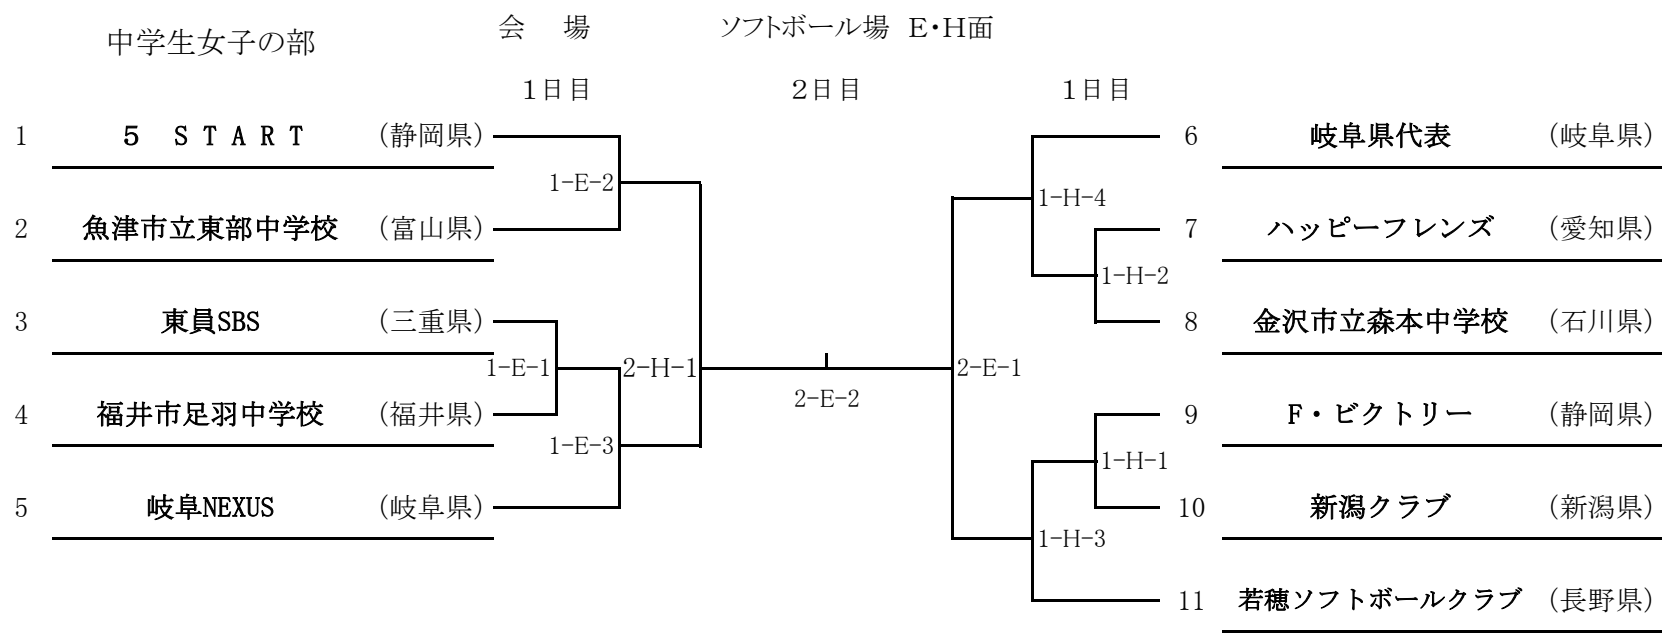 中学生女子の部
会　場　ソフトボール場　E・H面
１日目　２日目　１日目
1　５ START　（静岡県）
2　魚津市立東部中学校　（富山県）
3　東員SBS　（三重県）
4　福井市足羽中学校　（福井県）
5　岐阜NEXUS　（岐阜県）
1-E-2
1-E-1
1-E-3
2-H-1
2-E-2
2-E-1
1-H-4
1-H-2
1-H-1
1-H-3
6　岐阜県代表　（岐阜県）
7　ハッピーフレンズ　（愛知県）
8　金沢市立森本中学校　（石川県）
9　F・ビクトリー　（静岡県）
10　新潟クラブ　（新潟県）
11　若穂ソフトボールクラブ　（長野県）